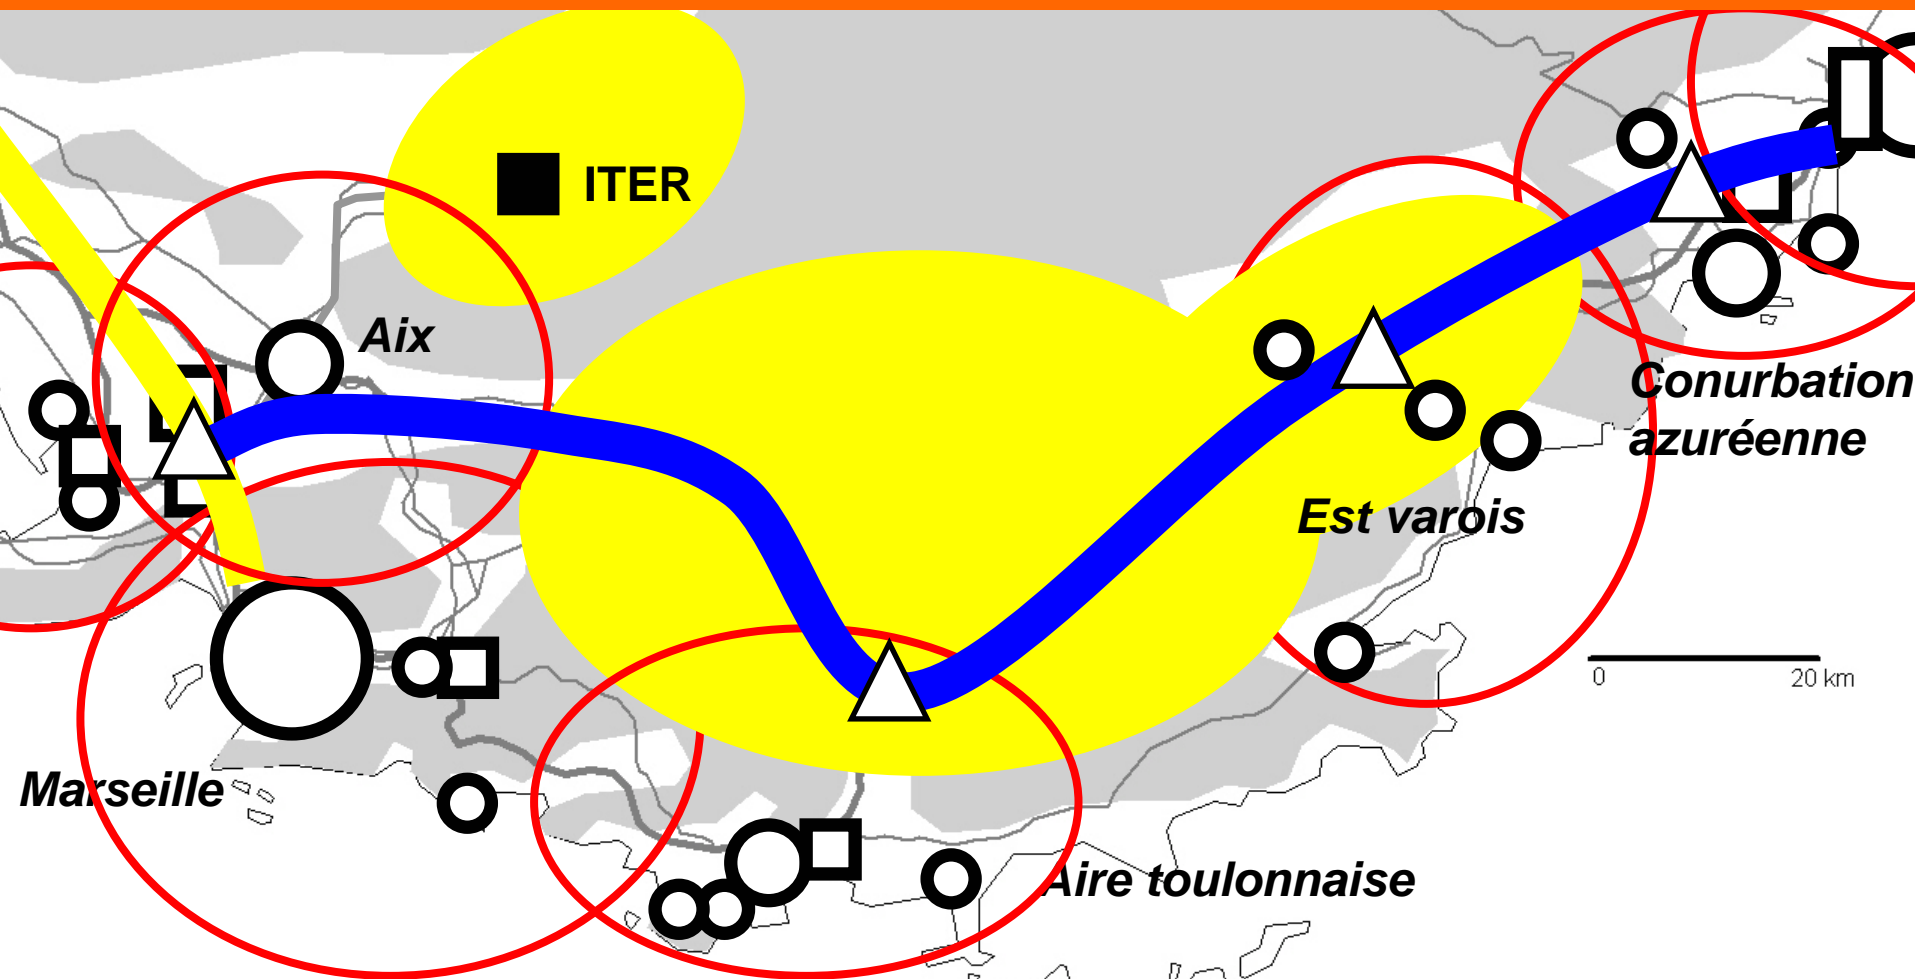 ITER
Aix
Conurbation
azuréenne
Est varois
0 20 km
Marseille
Aire toulonnaise